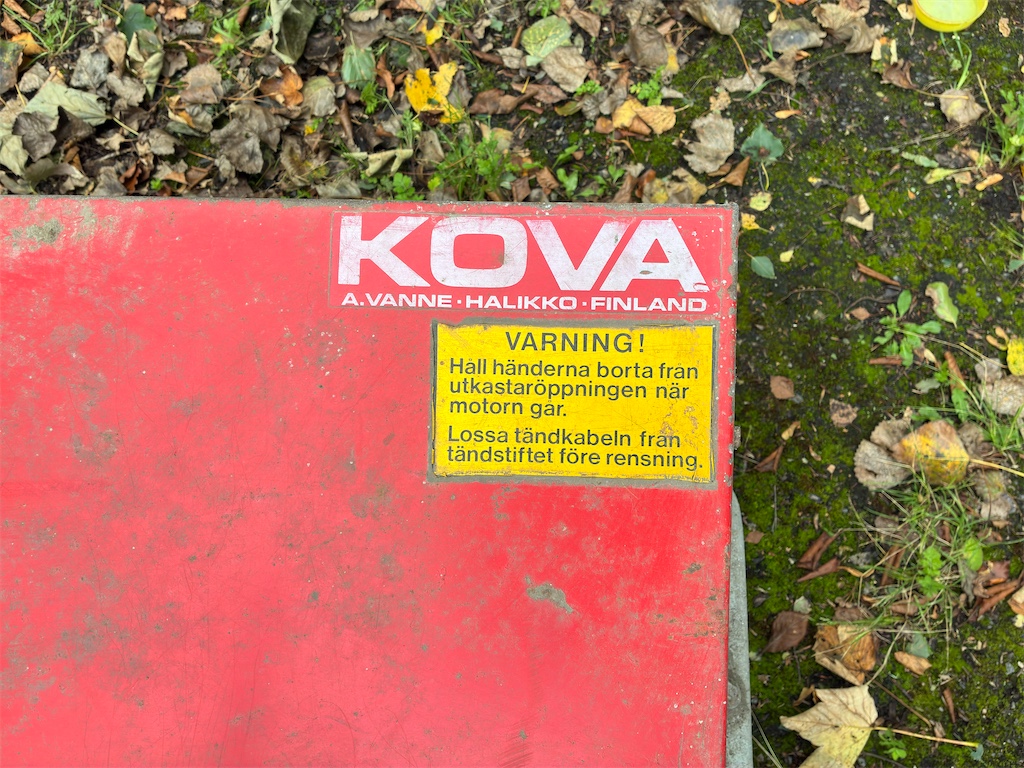 KOVA
A.VANNE·HALIKKO·FINLAND
VARNING!
Håll händerna borta från
utkastaröppningen när
motorn går.
Lossa tändkabeln från
tändstiftet före rensning.